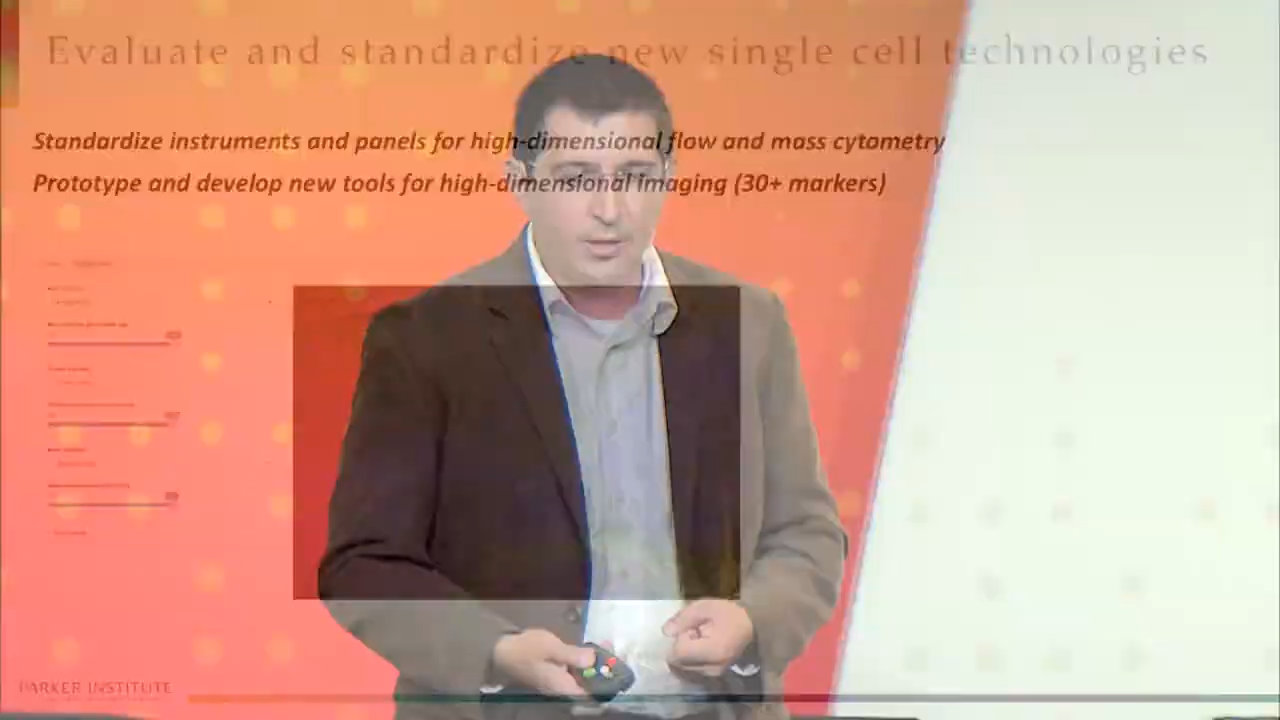 Evaluate and standardize new single cell technologies
Standardize instruments and panels for high-dimensional flow and mass cytometry
Prototype and develop new tools for high-dimensional imaging (30+ markers)
PARKER INSTITUTE